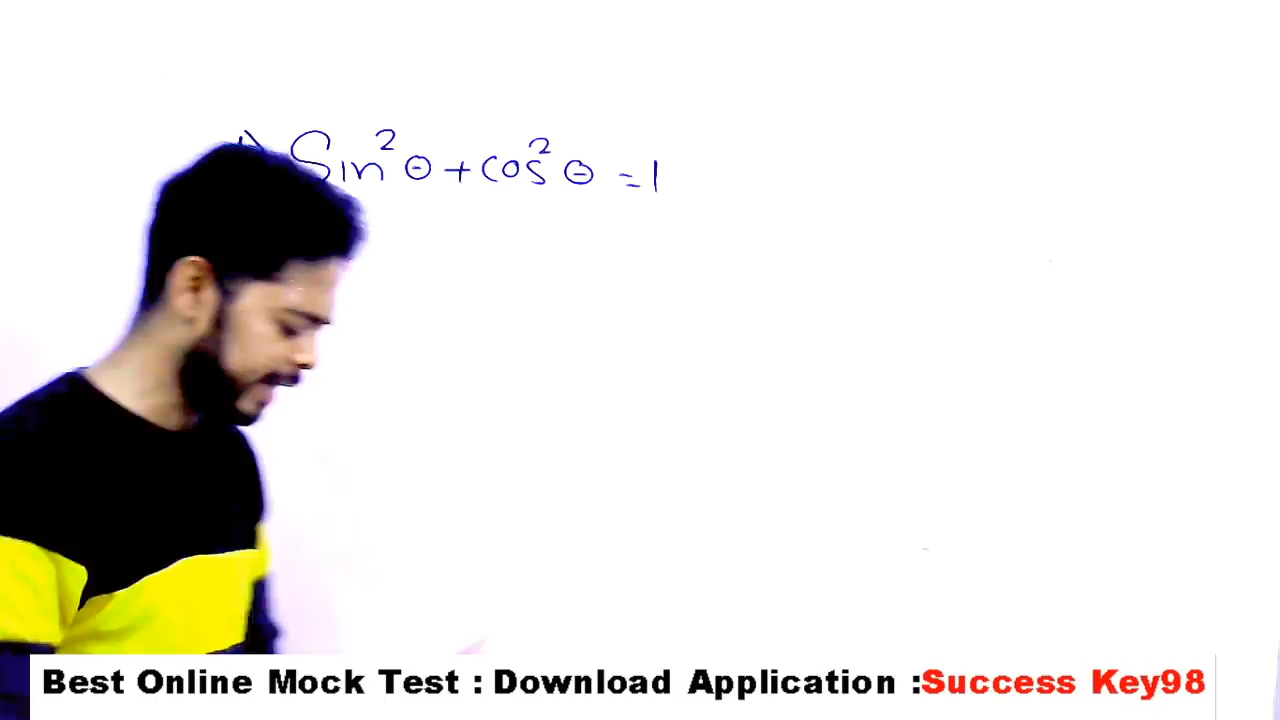 Sin²θ + cos²θ = 1
Best Online Mock Test : Download Application :Success Key98